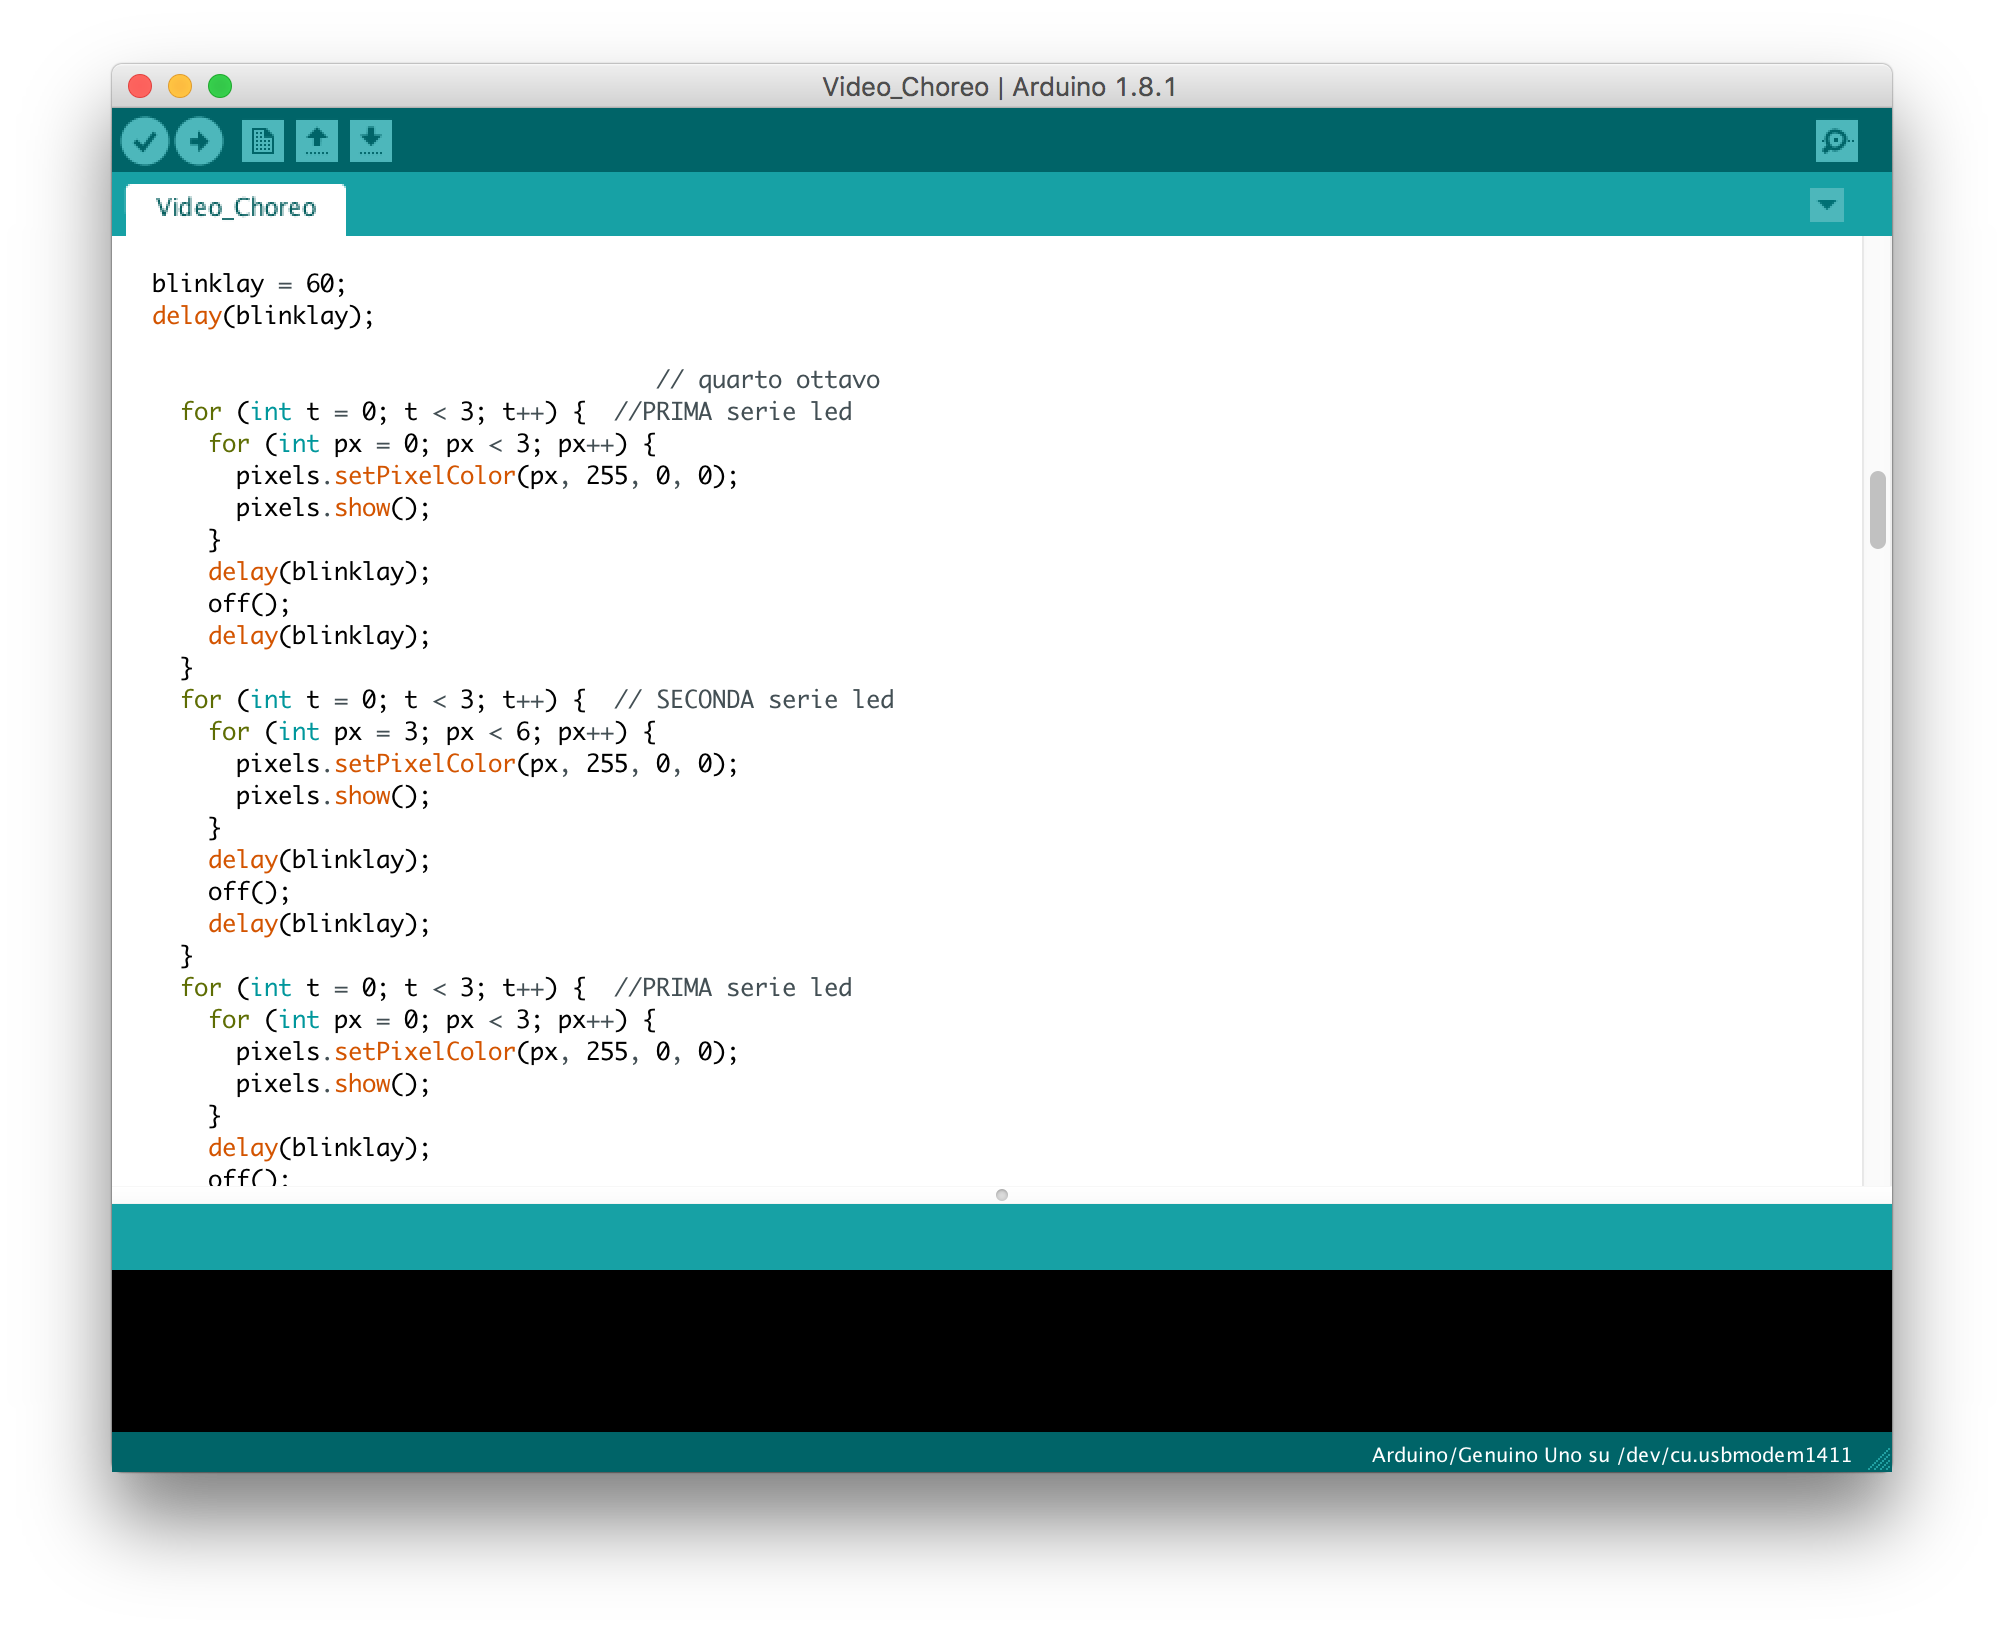 Video_Choreo | Arduino 1.8.1
Video_Choreo
blinklay = 60;
delay(blinklay);
// quarto ottavo
for (int t = 0; t < 3; t++) {  //PRIMA serie led
for (int px = 0; px < 3; px++) {
pixels.setPixelColor(px, 255, 0, 0);
pixels.show();
}
delay(blinklay);
off();
delay(blinklay);
}
for (int t = 0; t < 3; t++) {  // SECONDA serie led
for (int px = 3; px < 6; px++) {
pixels.setPixelColor(px, 255, 0, 0);
pixels.show();
}
delay(blinklay);
off();
delay(blinklay);
}
for (int t = 0; t < 3; t++) {  //PRIMA serie led
for (int px = 0; px < 3; px++) {
pixels.setPixelColor(px, 255, 0, 0);
pixels.show();
}
delay(blinklay);
off();
Arduino/Genuino Uno su /dev/cu.usbmodem1411